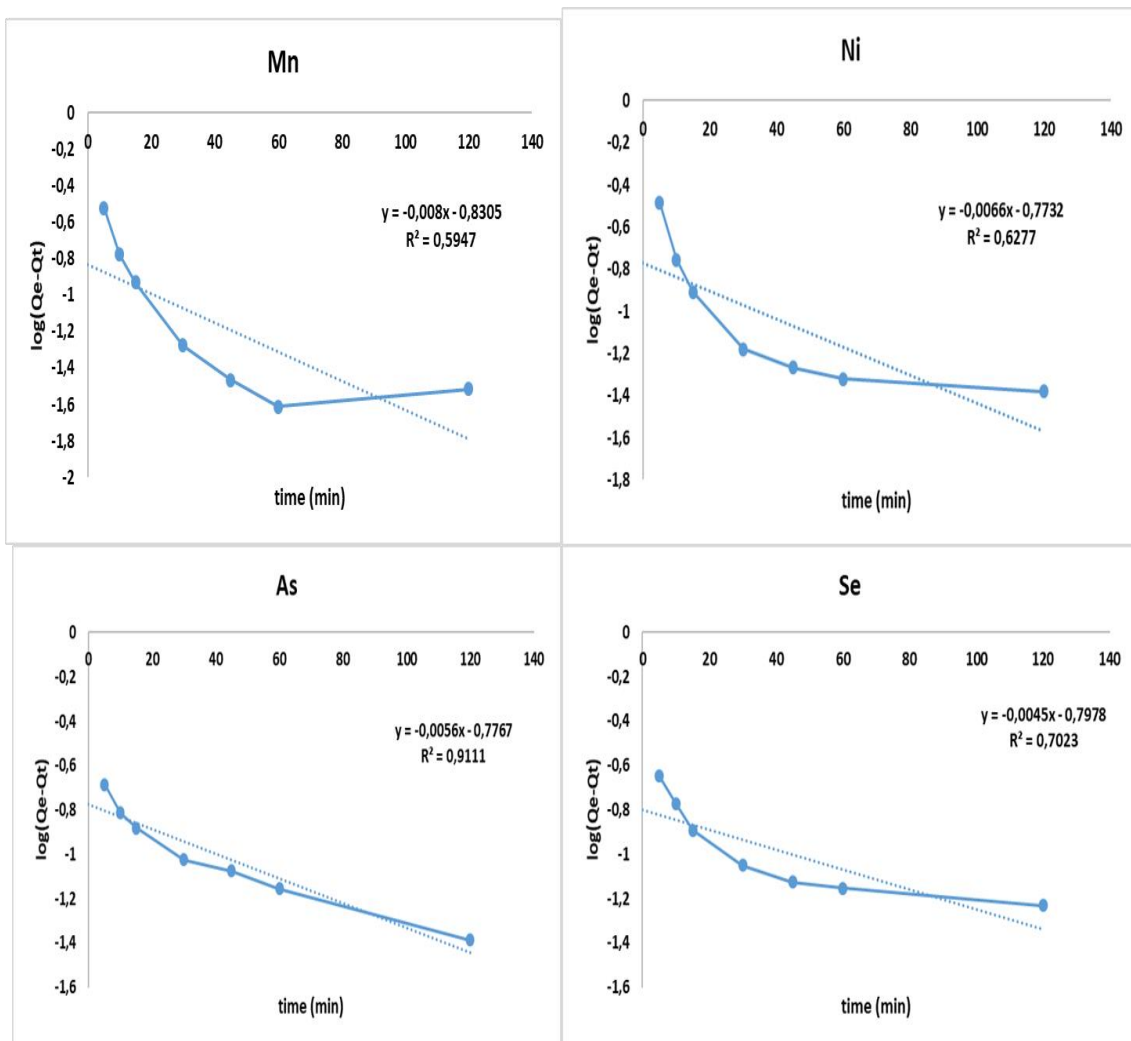 Mn
0
0 20 40 60 80 100 120 140
-0,2
-0,4
-0,6
-0,8
-1
-1,2
-1,4
-1,6
-1,8
-2
y = -0,008x - 0,8305
R² = 0,5947
log(Qe-Qt)
time (min)
Ni
0
0 20 40 60 80 100 120 140
-0,2
-0,4
-0,6
-0,8
-1
-1,2
-1,4
-1,6
-1,8
y = -0,0066x - 0,7732
R² = 0,6277
log(Qe-Qt)
time (min)
As
0
0 20 40 60 80 100 120 140
-0,2
-0,4
-0,6
-0,8
-1
-1,2
-1,4
-1,6
y = -0,0056x - 0,7767
R² = 0,9111
log(Qe-Qt)
time (min)
Se
0
0 20 40 60 80 100 120 140
-0,2
-0,4
-0,6
-0,8
-1
-1,2
-1,4
-1,6
y = -0,0045x - 0,7978
R² = 0,7023
log(Qe-Qt)
time (min)